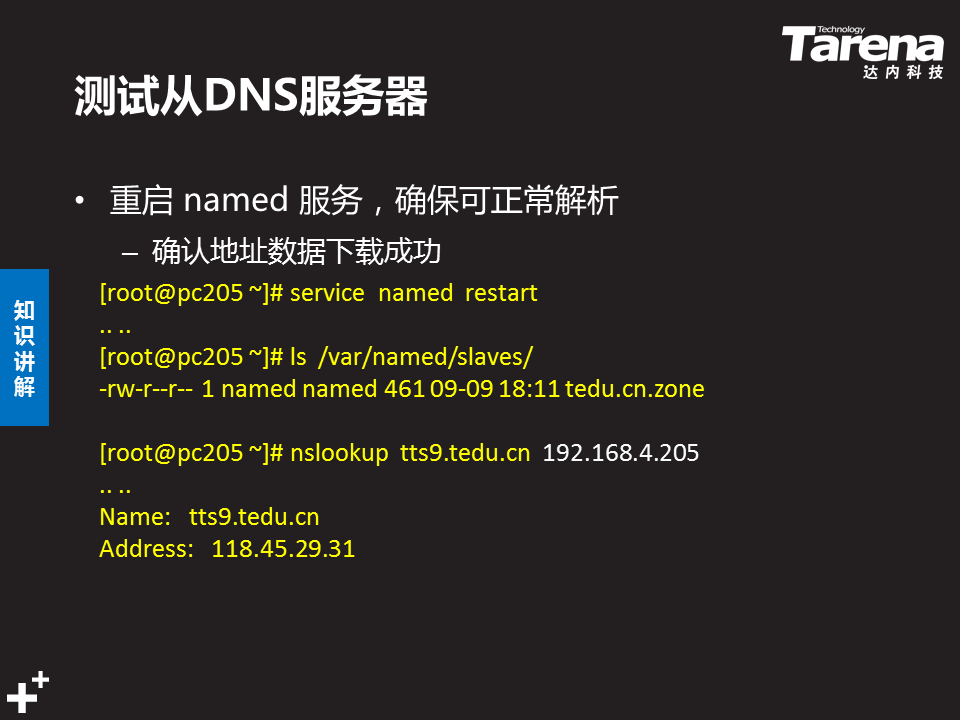 Technology
Tarena
达内科技
测试从DNS服务器
• 重启 named 服务，确保可正常解析
– 确认地址数据下载成功
[root@pc205 ~]# service named restart
.. ..
[root@pc205 ~]# ls /var/named/slaves/
-rw-r--r-- 1 named named 461 09-09 18:11 tedu.cn.zone
[root@pc205 ~]# nslookup tts9.tedu.cn 192.168.4.205
.. ..
Name: tts9.tedu.cn
Address: 118.45.29.31
知识讲解